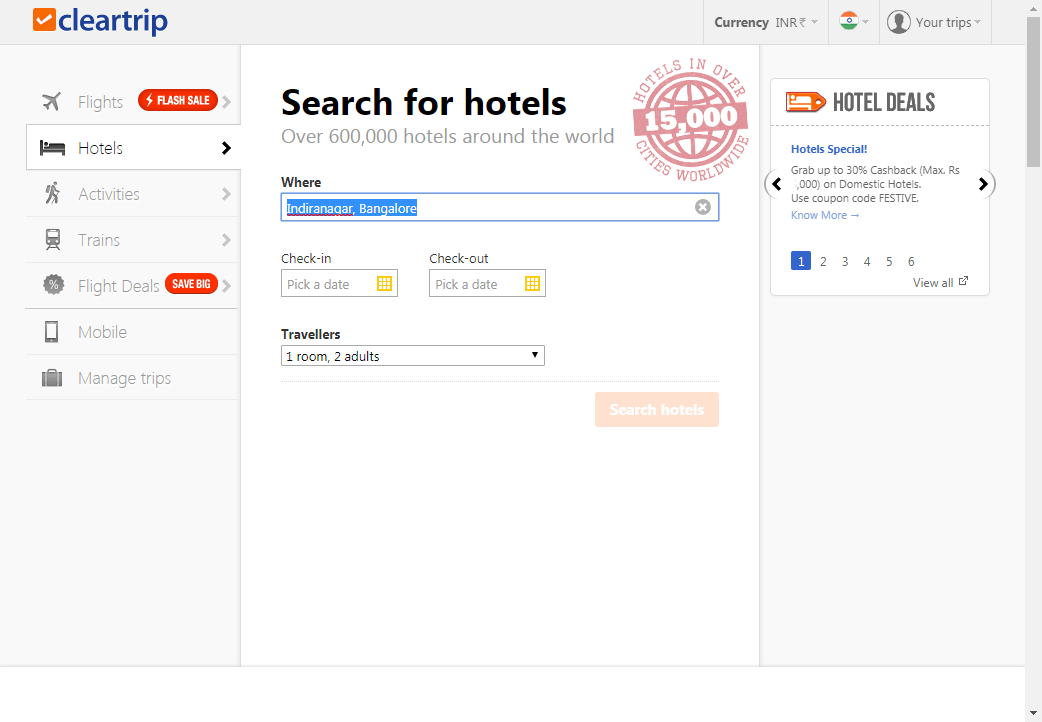 cleartrip
Currency INR₹
Your trips
Flights
FLASH SALE
Hotels
Activities
Trains
Flight Deals
SAVE BIG
Mobile
Manage trips
Search for hotels
Over 600,000 hotels around the world
HOTELS IN OVER
15,000
CITIES WORLDWIDE
Where
Indiranagar, Bangalore
Check-in
Check-out
Pick a date
Pick a date
Travellers
1 room, 2 adults
Search hotels
HOTEL DEALS
Hotels Special!
Grab up to 30% Cashback (Max. Rs
,000) on Domestic Hotels.
Use coupon code FESTIVE.
Know More →
1 2 3 4 5 6
View all